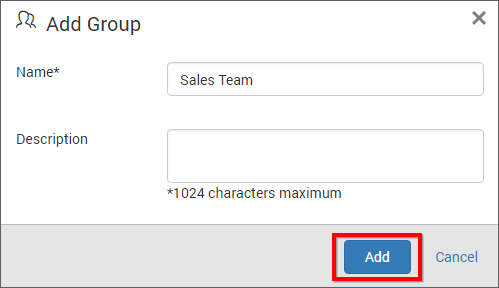 Add Group
Name*
Sales Team
Description
*1024 characters maximum
Add Cancel